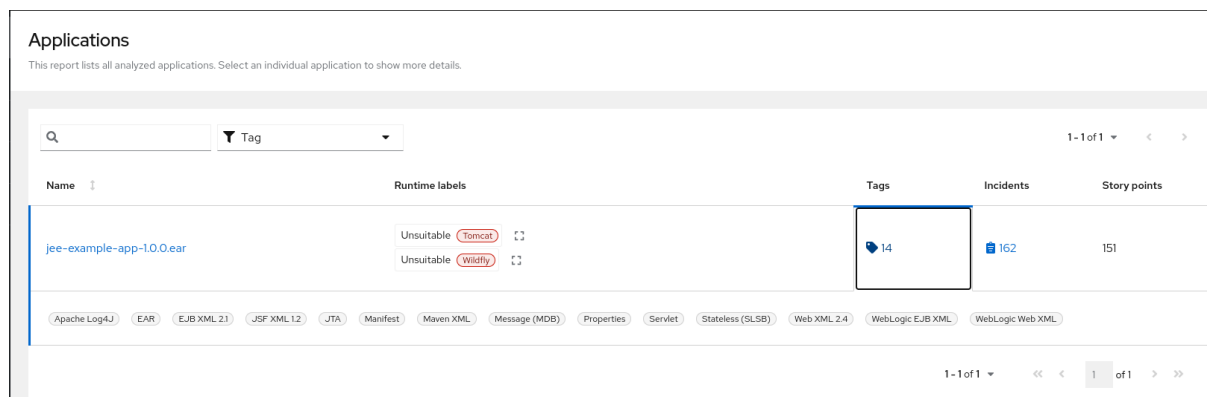 Applications
This report lists all analyzed applications. Select an individual application to show more details.
Tag
1 - 1 of 1
Name Runtime labels Tags Incidents Story points
jee-example-app-1.0.0.ear
Unsuitable Tomcat
Unsuitable Wildfly
14
162
151
Apache Log4J EAR EJB XML 2.1 JSF XML 1.2 JTA Manifest Maven XML Message (MDB) Properties Servlet Stateless (SLSB) Web XML 2.4 WebLogic EJB XML WebLogic Web XML
1 - 1 of 1 1 of 1